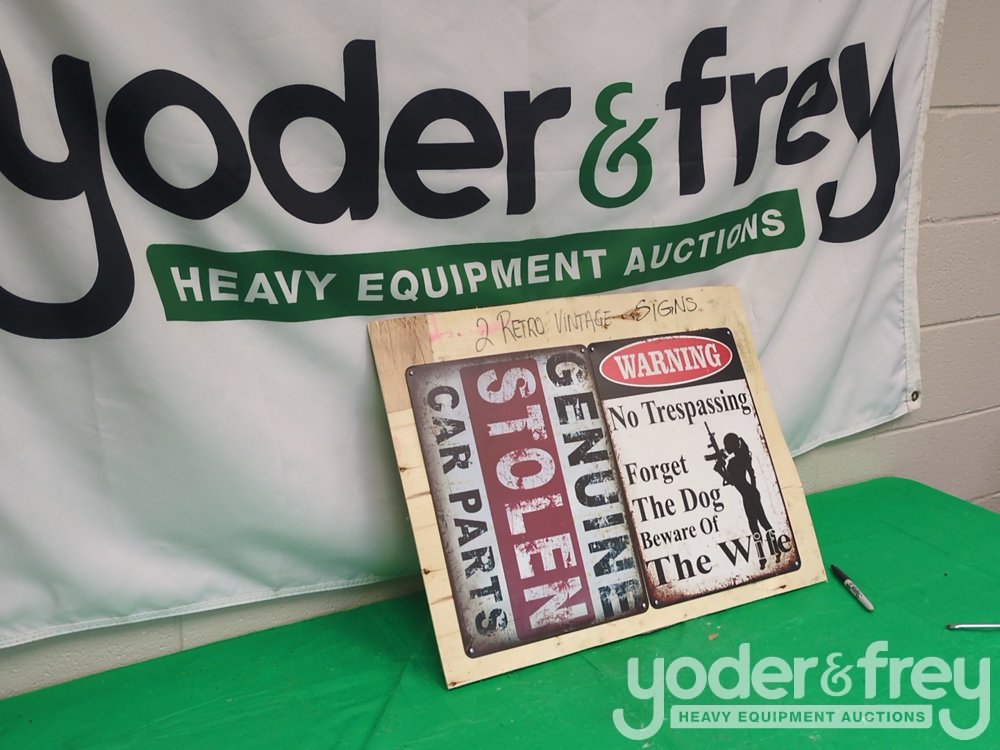 yoder & frey
HEAVY EQUIPMENT AUCTIONS
2 RETRO VINTAGE SIGNS
GENUINE
STOLEN
CAR PARTS
WARNING
No Trespassing
Forget
The Dog
Beware Of
The Wife
yoder & frey
HEAVY EQUIPMENT AUCTIONS